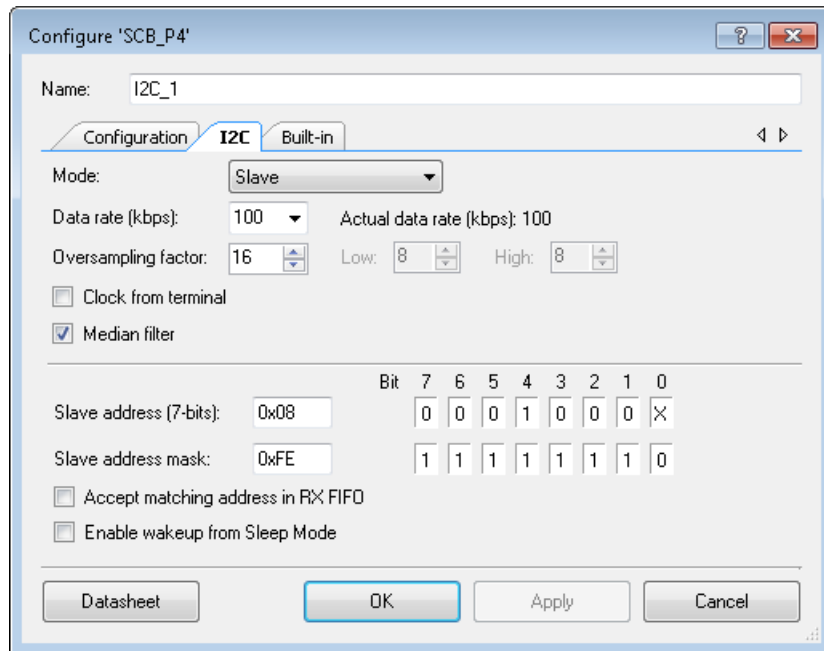 Configure 'SCB_P4'
Name: I2C_1
Configuration I2C Built-in
Mode: Slave
Data rate (kbps): 100 Actual data rate (kbps): 100
Oversampling factor: 16 Low: 8 High: 8
Clock from terminal
Median filter
Bit 7 6 5 4 3 2 1 0
Slave address (7-bits): 0x08 0 0 0 1 0 0 0 X
Slave address mask: 0xFE 1 1 1 1 1 1 1 0
Accept matching address in RX FIFO
Enable wakeup from Sleep Mode
Datasheet OK Apply Cancel